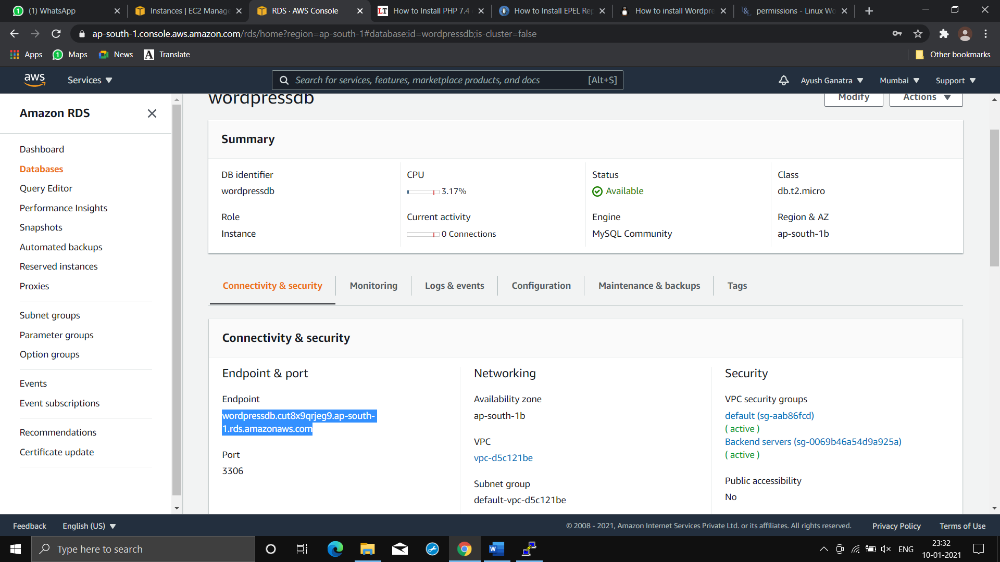 (1) WhatsApp
Instances | EC2 Manage
RDS · AWS Console
LT How to Install PHP 7.4
How to Install EPEL Rep
How to install Wordpre
permissions - Linux Wo
ap-south-1.console.aws.amazon.com/rds/home?region=ap-south-1#database:id=wordpressdb;is-cluster=false
Apps
Maps
News
A Translate
Other bookmarks
aws
Services
Search for services, features, marketplace products, and docs [Alt+S]
Ayush Ganatra
Mumbai
Support
Amazon RDS
Dashboard
Databases
Query Editor
Performance Insights
Snapshots
Automated backups
Reserved instances
Proxies
Subnet groups
Parameter groups
Option groups
Events
Event subscriptions
Recommendations
Certificate update
wordpressdb
Modify
Actions
Summary
DB identifier
wordpressdb
CPU
3.17%
Status
Available
Class
db.t2.micro
Role
Instance
Current activity
0 Connections
Engine
MySQL Community
Region & AZ
ap-south-1b
Connectivity & security
Monitoring
Logs & events
Configuration
Maintenance & backups
Tags
Connectivity & security
Endpoint & port
Endpoint
wordpressdb.cut8x9qrjeg9.ap-south-
1.rds.amazonaws.com
Port
3306
Networking
Availability zone
ap-south-1b
VPC
vpc-d5c121be
Subnet group
default-vpc-d5c121be
Security
VPC security groups
default (sg-aab86fcd)
( active )
Backend servers (sg-0069b46a54d9a925a)
( active )
Public accessibility
No
Feedback
English (US)
© 2008 - 2021, Amazon Internet Services Private Ltd. or its affiliates. All rights reserved.
Privacy Policy
Terms of Use
Type here to search
ENG
23:32
10-01-2021